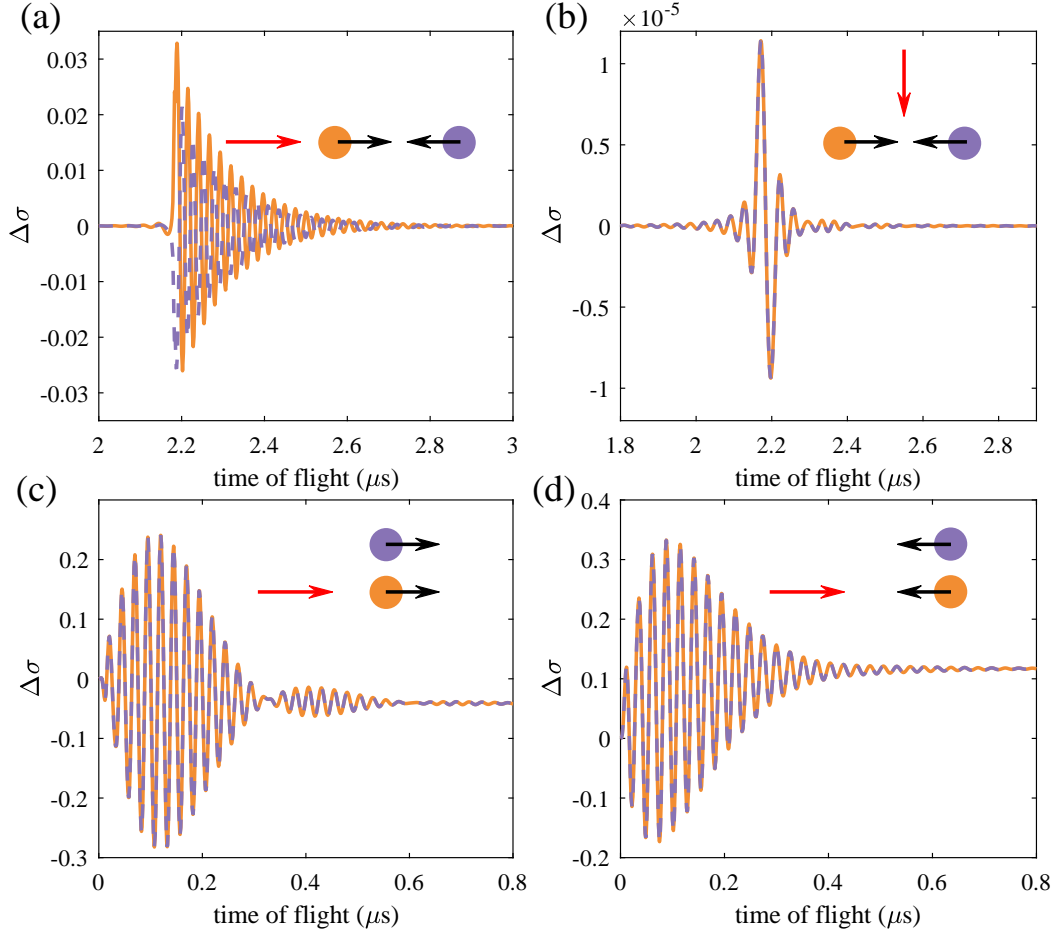 (a)
0.03
0.02
0.01
0
-0.01
-0.02
-0.03
Δσ
2 2.2 2.4 2.6 2.8 3
time of flight (μs)
(b)
×10⁻⁵
1
0.5
0
-0.5
-1
Δσ
1.8 2 2.2 2.4 2.6 2.8
time of flight (μs)
(c)
0.2
0.1
0
-0.1
-0.2
-0.3
Δσ
0 0.2 0.4 0.6 0.8
time of flight (μs)
(d)
0.4
0.3
0.2
0.1
0
-0.1
-0.2
Δσ
0 0.2 0.4 0.6 0.8
time of flight (μs)